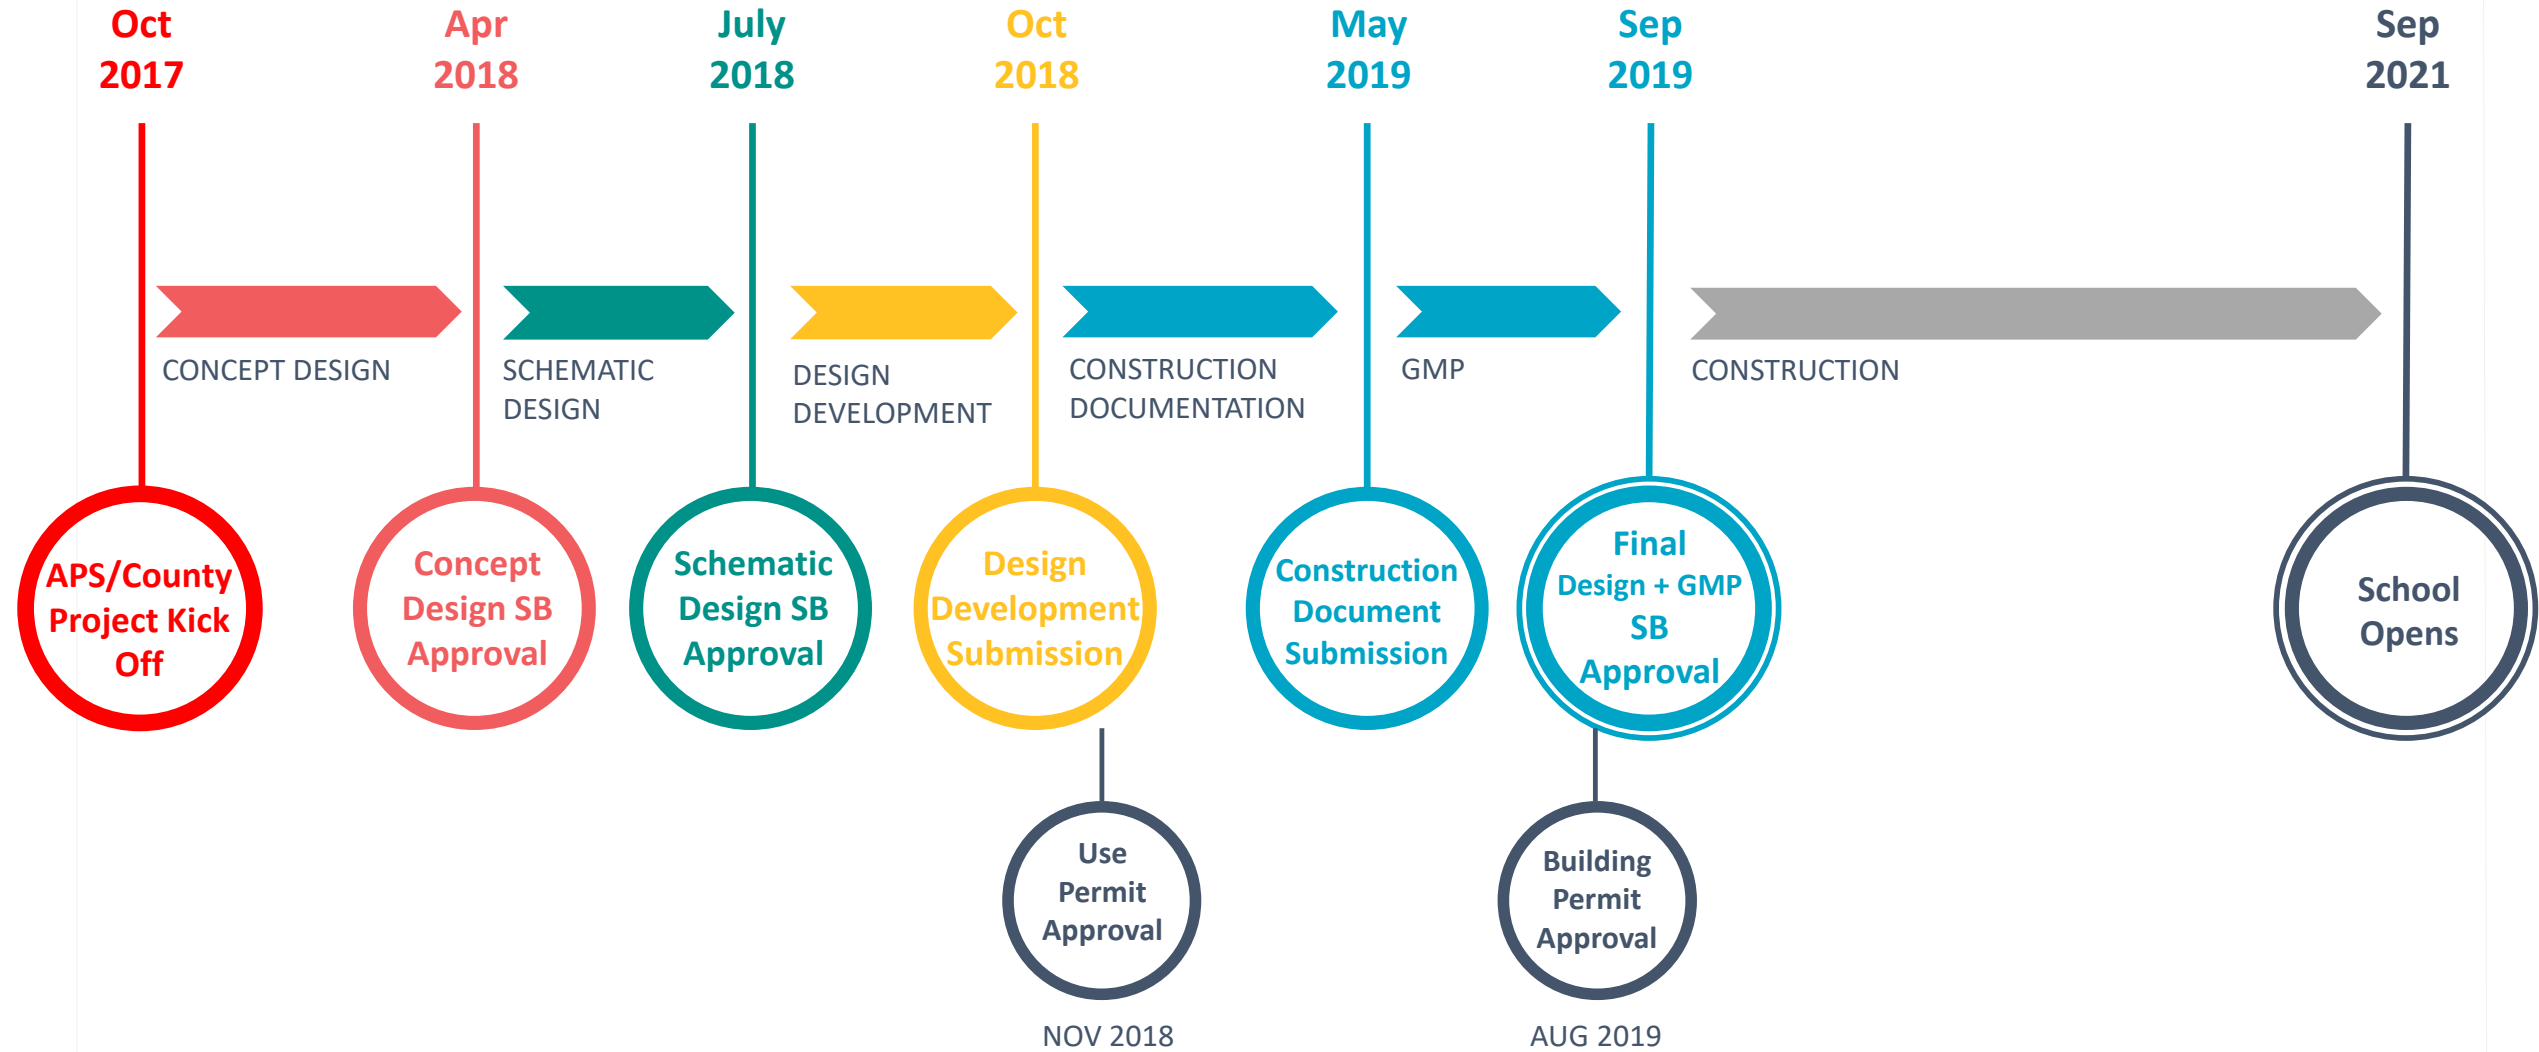 Oct
2017
Apr
2018
July
2018
Oct
2018
May
2019
Sep
2019
Sep
2021
CONCEPT DESIGN
SCHEMATIC
DESIGN
DESIGN
DEVELOPMENT
CONSTRUCTION
DOCUMENTATION
GMP
CONSTRUCTION
APS/County
Project Kick
Off
Concept
Design SB
Approval
Schematic
Design SB
Approval
Design
Development
Submission
Construction
Document
Submission
Final
Design + GMP
SB
Approval
School
Opens
Use
Permit
Approval
NOV 2018
Building
Permit
Approval
AUG 2019